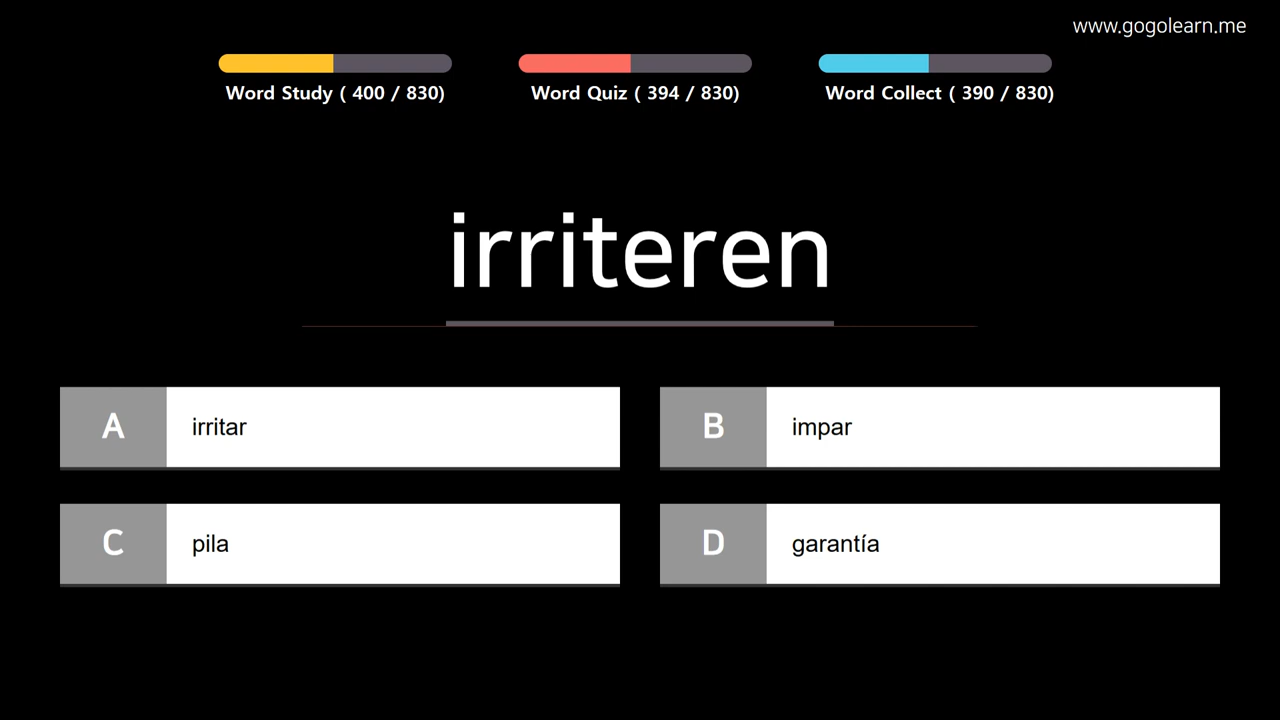 www.gogolearn.me
Word Study ( 400 / 830)
Word Quiz ( 394 / 830)
Word Collect ( 390 / 830)
irriteren
A irritar
B impar
C pila
D garantía